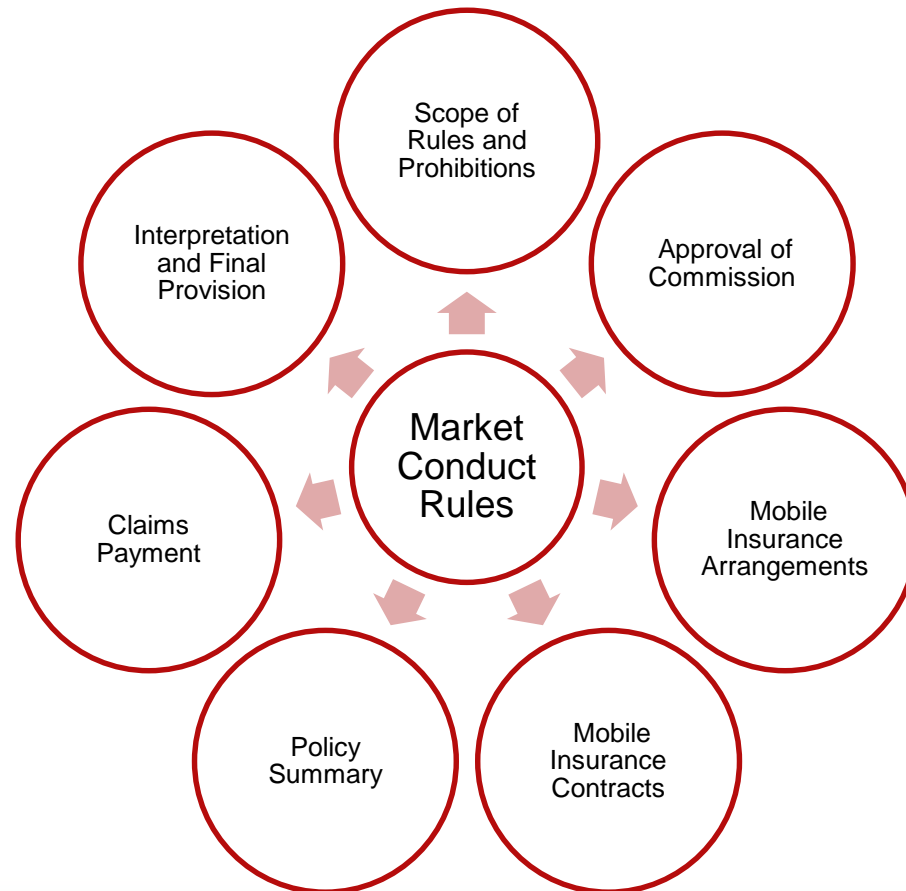 Scope of
Rules and
Prohibitions
Approval of
Commission
Mobile
Insurance
Arrangements
Mobile
Insurance
Contracts
Policy
Summary
Claims
Payment
Interpretation
and Final
Provision
Market
Conduct
Rules